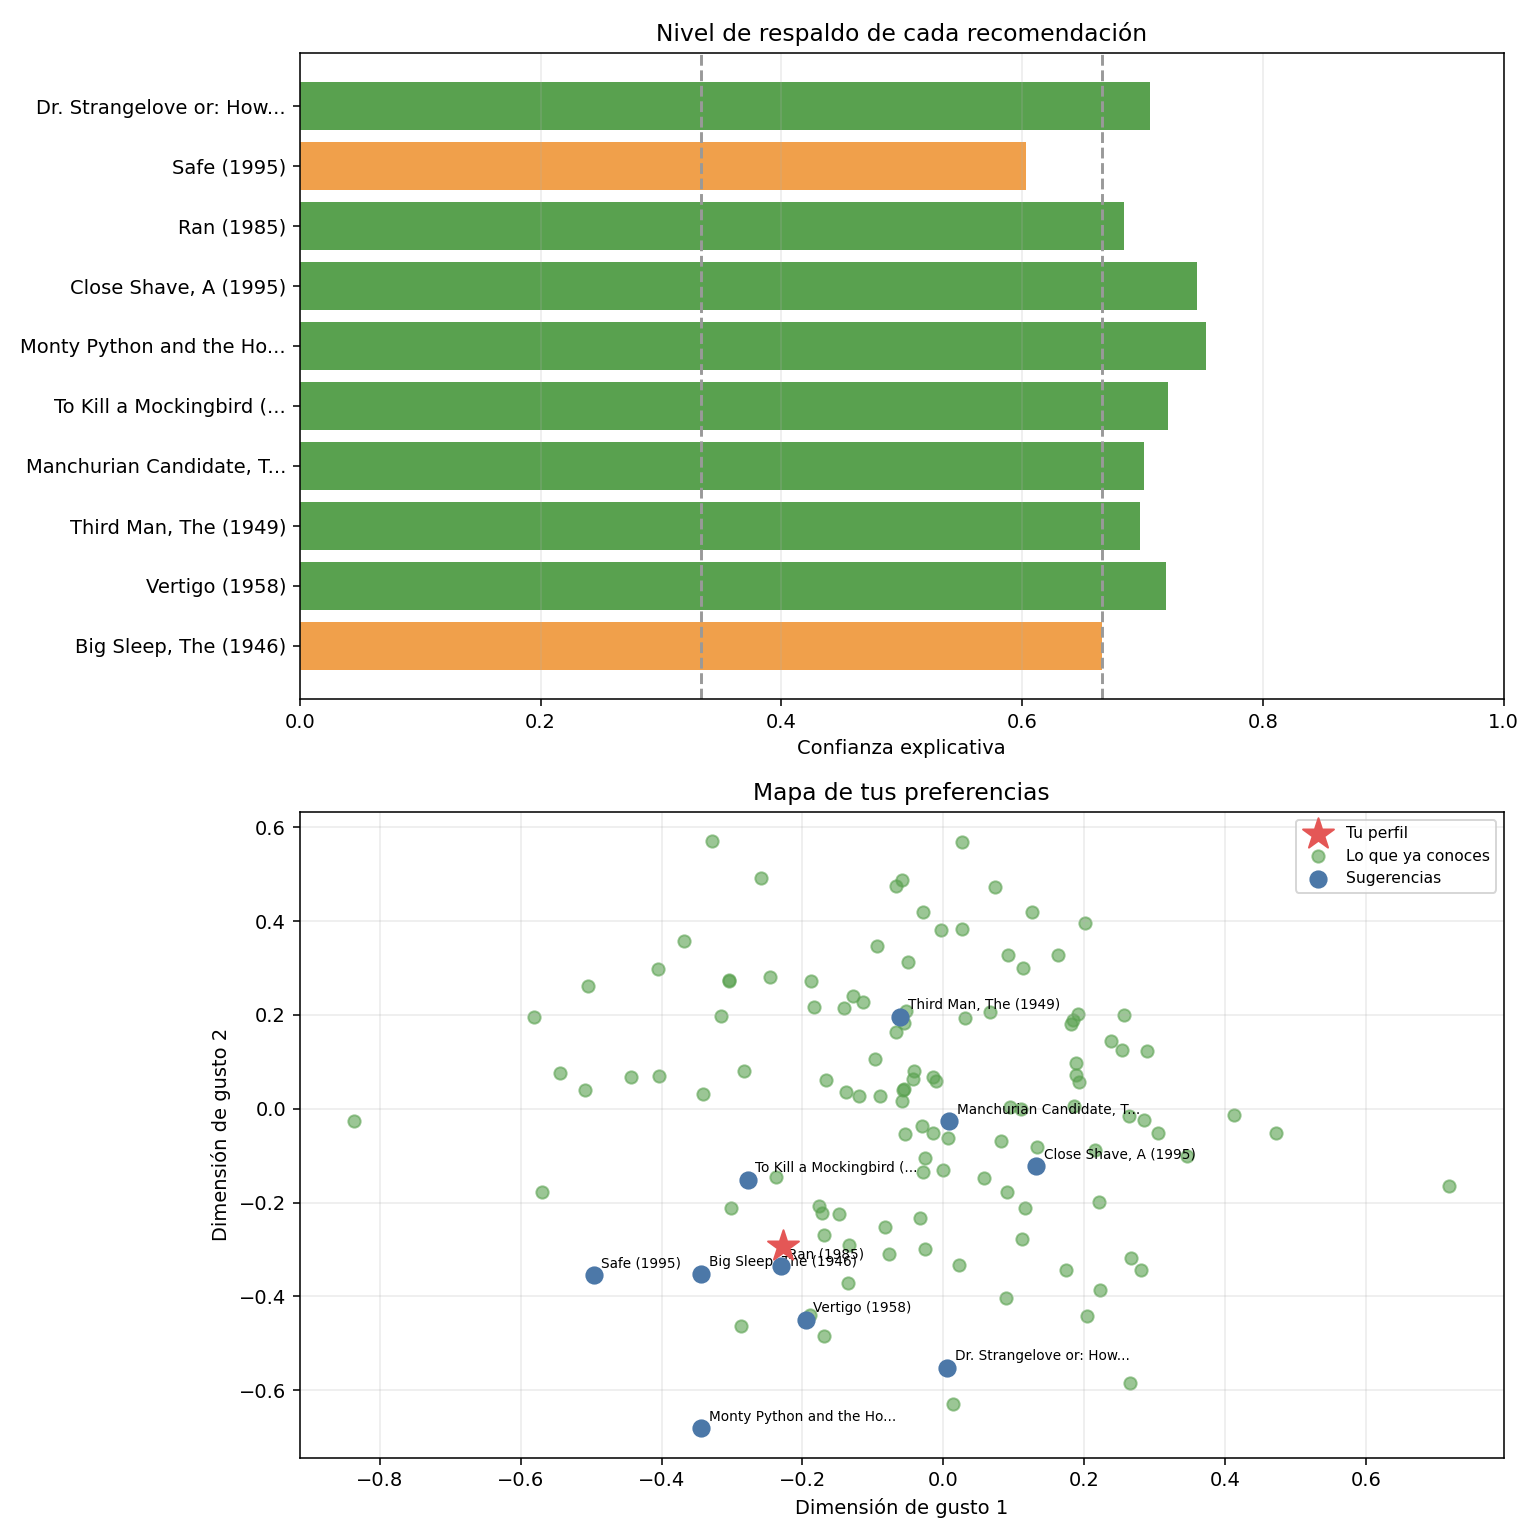 Nivel de respaldo de cada recomendación
Dr. Strangelove or: How...
Safe (1995)
Ran (1985)
Close Shave, A (1995)
Monty Python and the Ho...
To Kill a Mockingbird (...
Manchurian Candidate, T...
Third Man, The (1949)
Vertigo (1958)
Big Sleep, The (1946)
0.0 0.2 0.4 0.6 0.8 1.0
Confianza explicativa
Mapa de tus preferencias
Tu perfil
Lo que ya conoces
Sugerencias
0.6
0.4
0.2
0.0
−0.2
−0.4
−0.6
Dimensión de gusto 2
Third Man, The (1949)
Manchurian Candidate, T...
Close Shave, A (1995)
To Kill a Mockingbird (...
Ran (1985)
Safe (1995)
Big Sleep, The (1946)
Vertigo (1958)
Dr. Strangelove or: How...
Monty Python and the Ho...
−0.8 −0.6 −0.4 −0.2 0.0 0.2 0.4 0.6
Dimensión de gusto 1